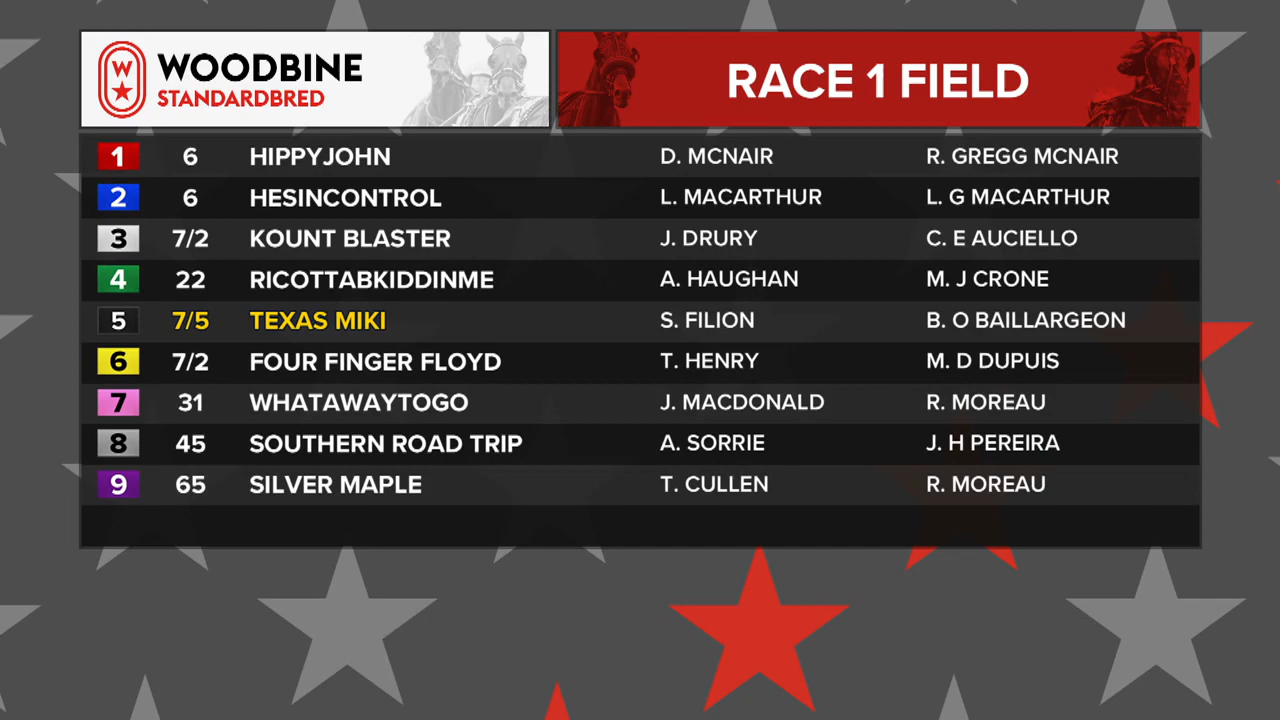 W
WOODBINE
STANDARDBRED
RACE 1 FIELD
1 6 HIPPYJOHN D. MCNAIR R. GREGG MCNAIR
2 6 HESINCONTROL L. MACARTHUR L. G MACARTHUR
3 7/2 KOUNT BLASTER J. DRURY C. E AUCIELLO
4 22 RICOTTABKIDDINME A. HAUGHAN M. J CRONE
5 7/5 TEXAS MIKI S. FILION B. O BAILLARGEON
6 7/2 FOUR FINGER FLOYD T. HENRY M. D DUPUIS
7 31 WHATAWAYTOGO J. MACDONALD R. MOREAU
8 45 SOUTHERN ROAD TRIP A. SORRIE J. H PEREIRA
9 65 SILVER MAPLE T. CULLEN R. MOREAU